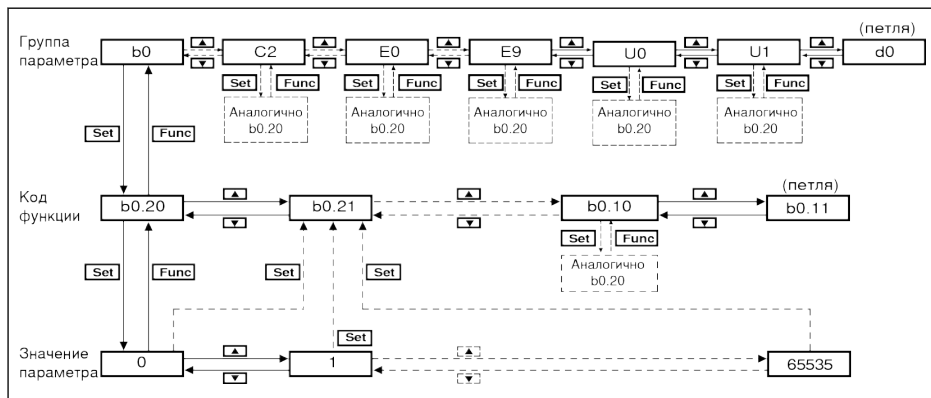 (петля)
Группа
параметра
b0
▲
▼
C2
▲
▼
E0
▲
▼
E9
▲
▼
U0
▲
▼
U1
▲
▼
d0
Set Func
Set Func
Set Func
Set Func
Set Func
Аналогично
b0.20
Аналогично
b0.20
Аналогично
b0.20
Аналогично
b0.20
Аналогично
b0.20
Set Func
(петля)
Код
функции
b0.20
▲
▼
b0.21
▲
▼
b0.10
▲
▼
b0.11
Set Func
Аналогично
b0.20
Set Func
Set
Set
Set
Значение
параметра
0
▲
▼
1
▲
▼
65535